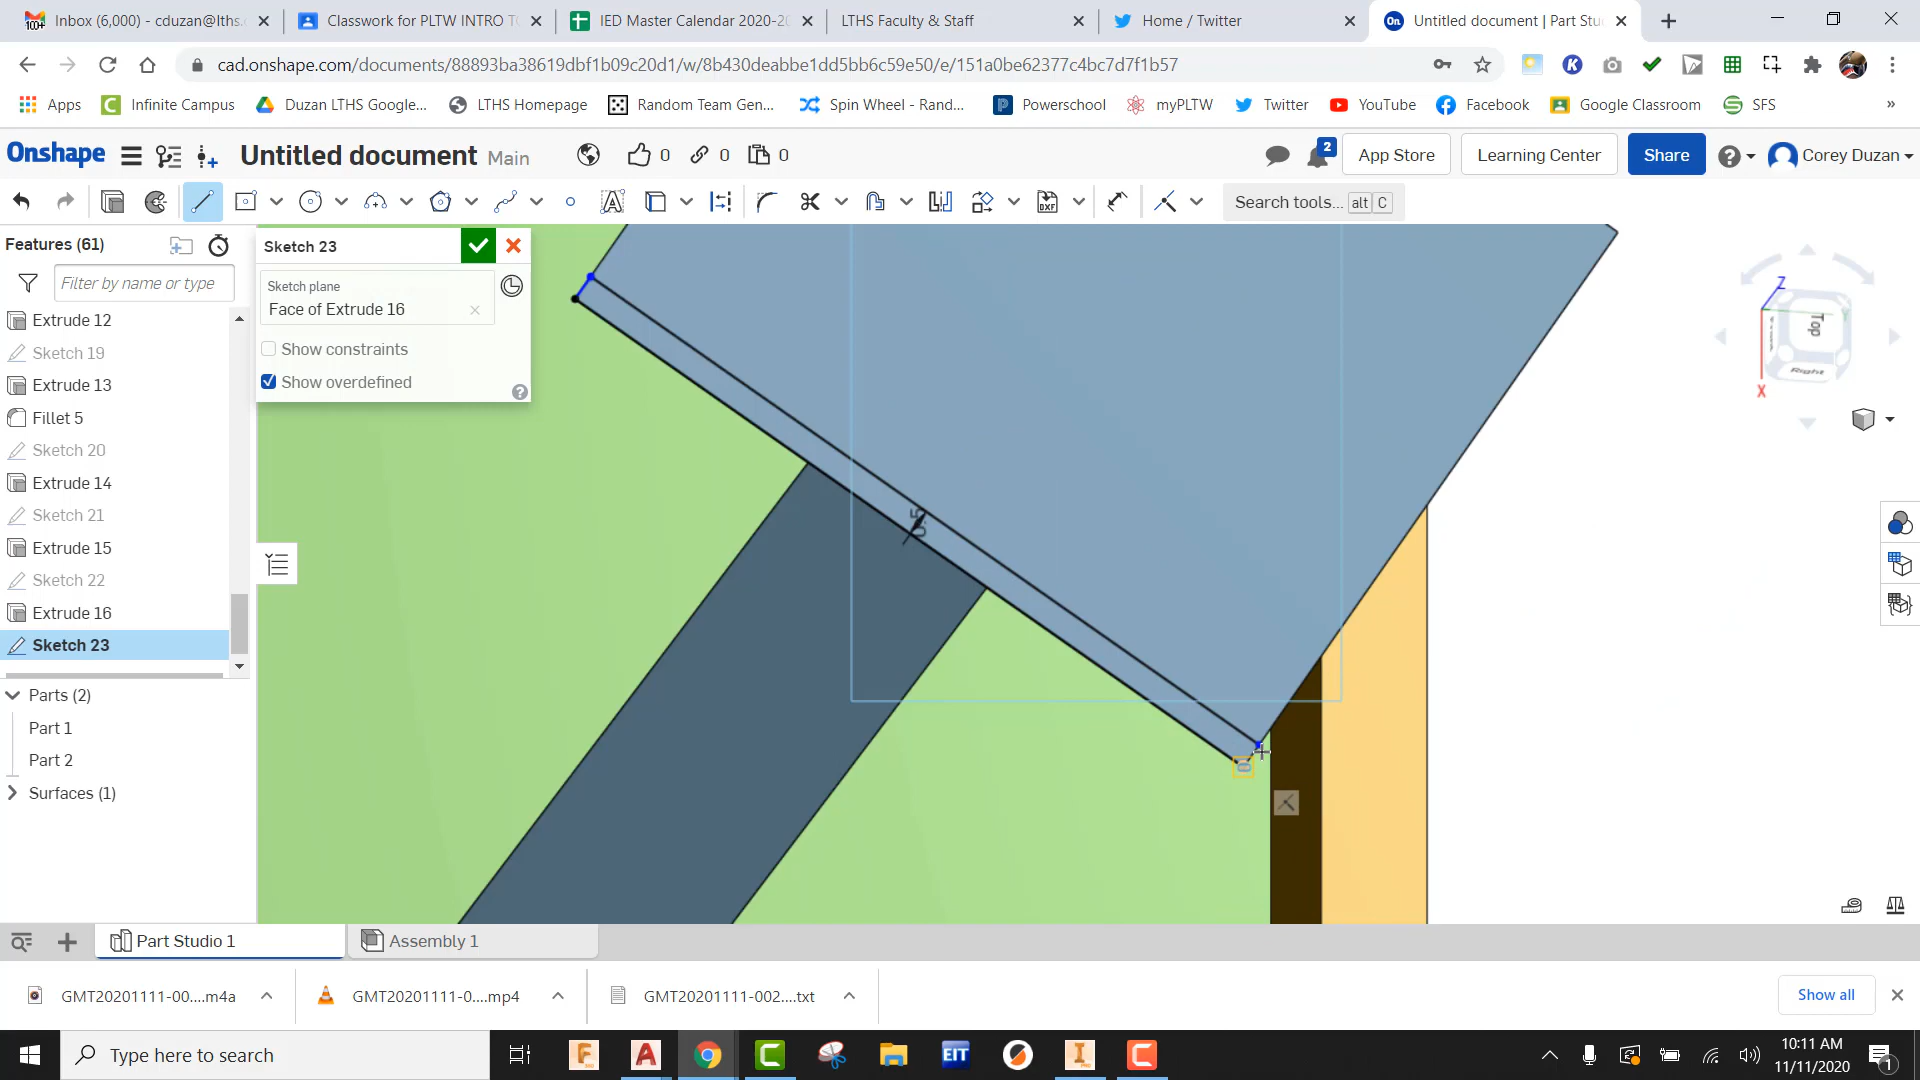 Inbox (6,000) - cduzan@lths.
Classwork for PLTW INTRO T
IED Master Calendar 2020-20
LTHS Faculty & Staff
Home / Twitter
Untitled document | Part Stu
cad.onshape.com/documents/88893ba38619dbf1b09c20d1/w/8b430deabbe1dd5bb6c59e50/e/151a0be62377c4bc7d7f1b57
Apps
Infinite Campus
Duzan LTHS Google...
LTHS Homepage
Random Team Gen...
Spin Wheel - Rand...
Powerschool
myPLTW
Twitter
YouTube
Facebook
Google Classroom
SFS
»
Onshape
Untitled document Main
0
0
0
2
App Store
Learning Center
Share
Corey Duzan
Search tools... alt C
Features (61)
Filter by name or type
Extrude 12
Sketch 19
Extrude 13
Fillet 5
Sketch 20
Extrude 14
Sketch 21
Extrude 15
Sketch 22
Extrude 16
Sketch 23
Parts (2)
Part 1
Part 2
Surfaces (1)
Sketch 23
Sketch plane
Face of Extrude 16
Show constraints
Show overdefined
0.5
Z
Top
Right
X
Part Studio 1
Assembly 1
GMT20201111-00....m4a
GMT20201111-0....mp4
GMT20201111-002....txt
Show all
Type here to search
EIT
10:11 AM
11/11/2020
1